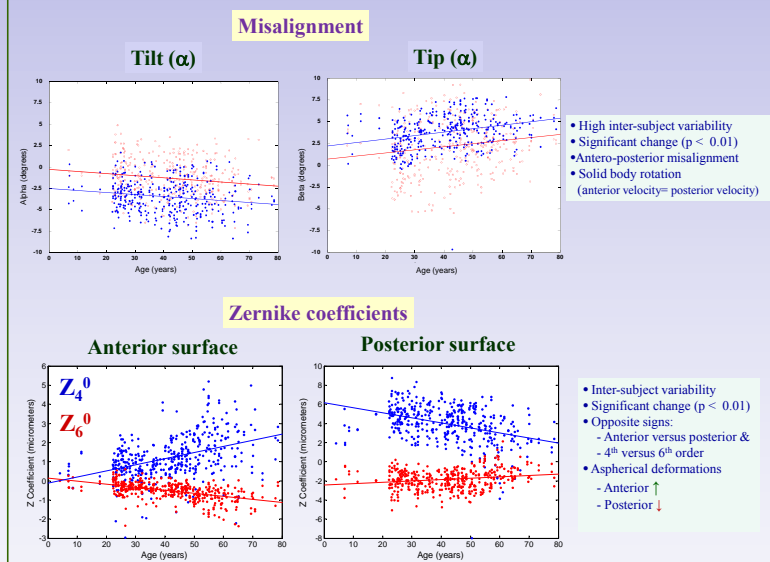 Misalignment
Tilt (α)
Tip (α)
10
7.5
5
2.5
0
-2.5
-5
-7.5
-10
Alpha (degrees)
0 10 20 30 40 50 60 70 80
Age (years)
10
7.5
5
2.5
0
-2.5
-5
-7.5
-10
Beta (degrees)
0 10 20 30 40 50 60 70 80
Age (years)
• High inter-subject variability
• Significant change (p < 0.01)
•Antero-posterior misalignment
• Solid body rotation
(anterior velocity= posterior velocity)
Zernike coefficients
Anterior surface
Posterior surface
Z₄⁰
Z₆⁰
6
5
4
3
2
1
0
-1
-2
-3
Z Coefficient (micrometers)
0 10 20 30 40 50 60 70 80
Age (years)
10
8
6
4
2
0
-2
-4
-6
-8
Z Coefficient (micrometers)
0 10 20 30 40 50 60 70 80
Age (years)
• Inter-subject variability
• Significant change (p < 0.01)
• Opposite signs:
- Anterior versus posterior &
- 4th versus 6th order
• Aspherical deformations
- Anterior ↑
- Posterior ↓